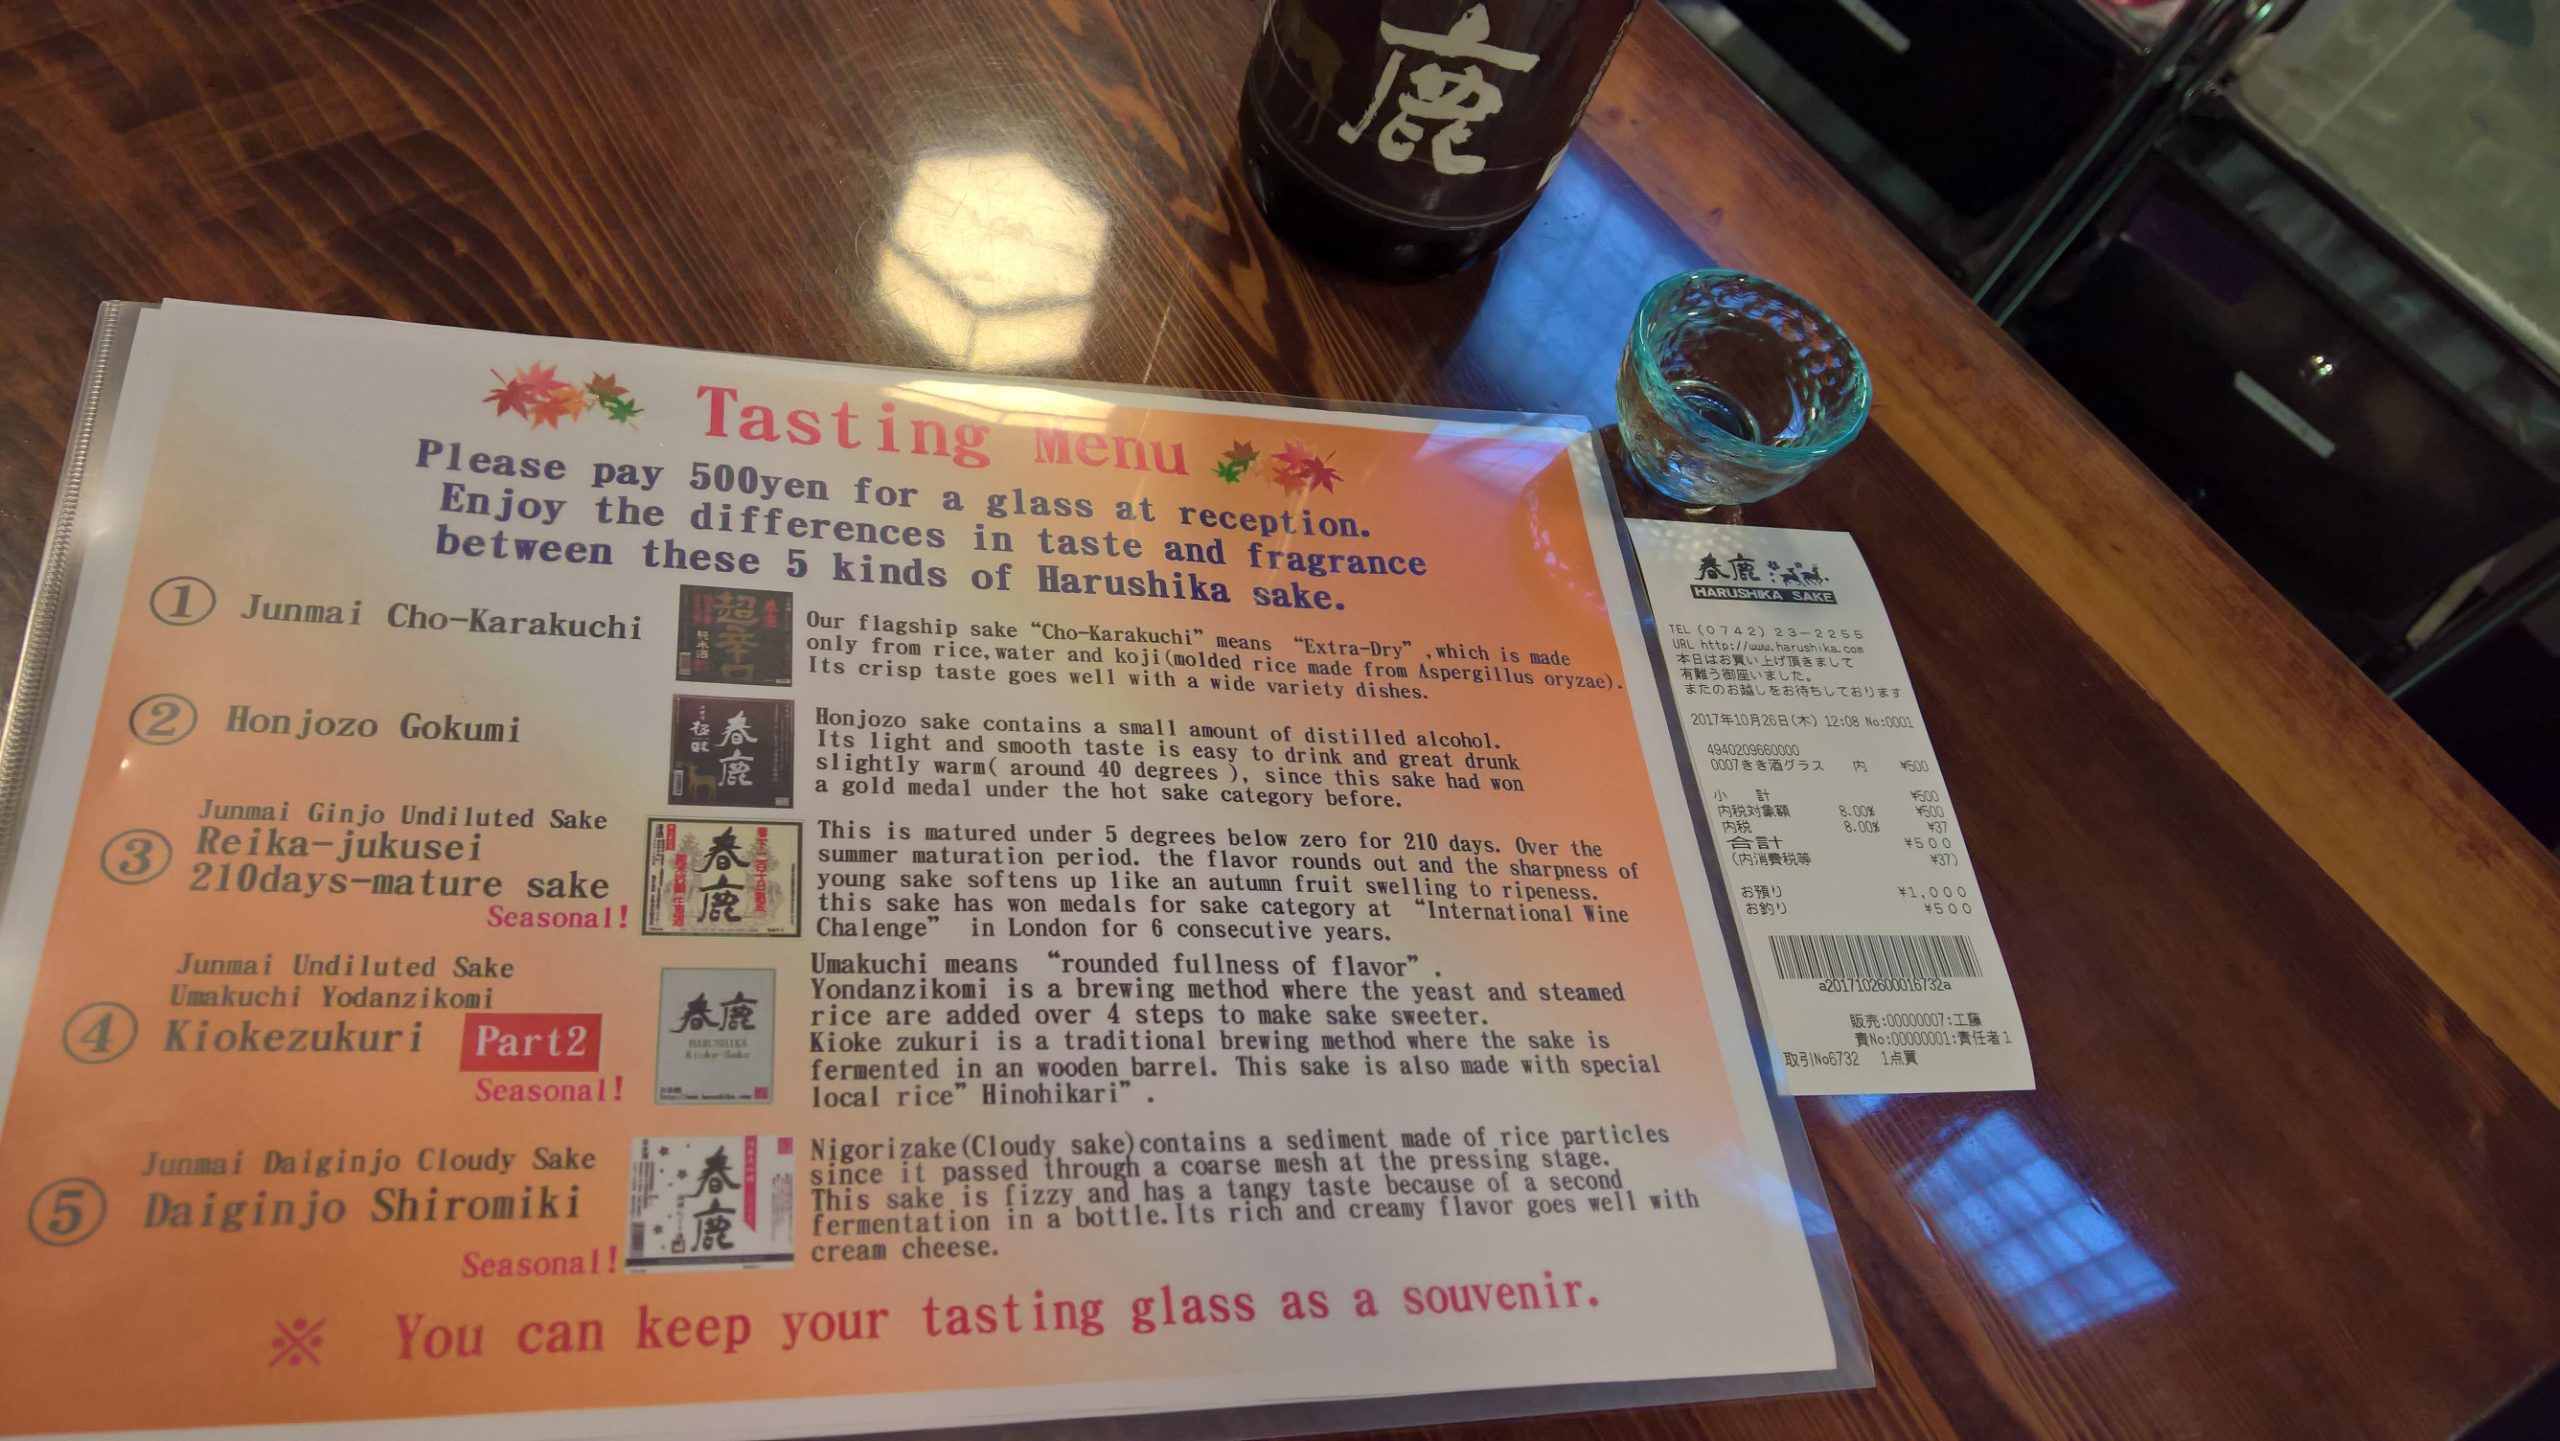 鹿
Tasting Menu
Please pay 500yen for a glass at reception.
Enjoy the differences in taste and fragrance
between these 5 kinds of Harushika sake.
① Junmai Cho-Karakuchi
超辛口
純米酒
Our flagship sake “Cho-Karakuchi” means “Extra-Dry”,which is made
only from rice,water and koji(molded rice made from Aspergillus oryzae).
Its crisp taste goes well with a wide variety dishes.
② Honjozo Gokumi
春鹿
極味
Honjozo sake contains a small amount of distilled alcohol.
Its light and smooth taste is easy to drink and great drunk
slightly warm( around 40 degrees ), since this sake had won
a gold medal under the hot sake category before.
Junmai Ginjo Undiluted Sake
③ Reika-jukusei
210days-mature sake
Seasonal!
春鹿
This is matured under 5 degrees below zero for 210 days. Over the
summer maturation period. the flavor rounds out and the sharpness of
young sake softens up like an autumn fruit swelling to ripeness.
this sake has won medals for sake category at “International Wine
Chalenge” in London for 6 consecutive years.
Junmai Undiluted Sake
Umakuchi Yodanzikomi
④ Kiokezukuri Part2
Seasonal!
春鹿
HARUSHIKA
Kioke-Sake
Umakuchi means “rounded fullness of flavor”.
Yondanzikomi is a brewing method where the yeast and steamed
rice are added over 4 steps to make sake sweeter.
Kioke zukuri is a traditional brewing method where the sake is
fermented in an wooden barrel. This sake is also made with special
local rice”Hinohikari”.
Junmai Daiginjo Cloudy Sake
⑤ Daiginjo Shiromiki
Seasonal!
春鹿
Nigorizake(Cloudy sake)contains a sediment made of rice particles
since it passed through a coarse mesh at the pressing stage.
This sake is fizzy and has a tangy taste because of a second
fermentation in a bottle.Its rich and creamy flavor goes well with
cream cheese.
※ You can keep your tasting glass as a souvenir.
春鹿
HARUSHIKA SAKE
TEL(0742)23-2255
URL http://www.harushika.com
本日はお買い上げ頂きまして
有難う御座いました。
またのお越しをお待ちしております
2017年10月26日(木) 12:08 No:0001
4940209660000
0007きき酒グラス 内 ¥500
小 計 ¥500
内税対象額 8.00% ¥500
内税 8.00% ¥37
合計 ¥500
(内消費税等 ¥37)
お預り ¥1,000
お釣り ¥500
a2017102600016732a
販売:00000007:工藤
責No:00000001:責任者1
取引No6732 1点買